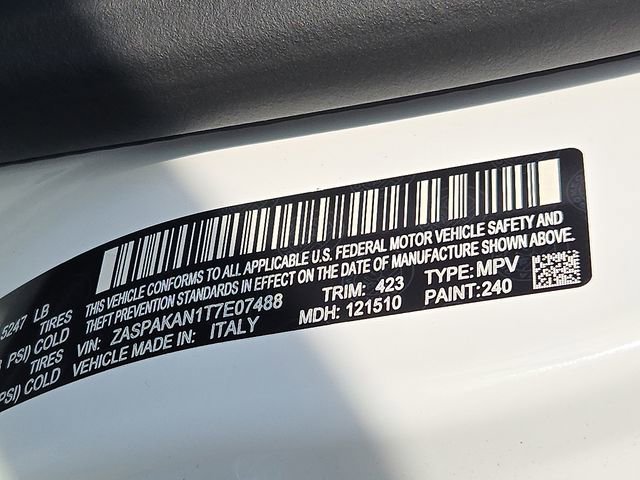 5247 LB
TIRES
PSI) COLD
TIRES
PSI) COLD
THIS VEHICLE CONFORMS TO ALL APPLICABLE U.S. FEDERAL MOTOR VEHICLE SAFETY AND
THEFT PREVENTION STANDARDS IN EFFECT ON THE DATE OF MANUFACTURE SHOWN ABOVE.
VIN: ZASPAKAN1T7E07488 TRIM: 423 TYPE: MPV
VEHICLE MADE IN: ITALY MDH: 121510 PAINT: 240